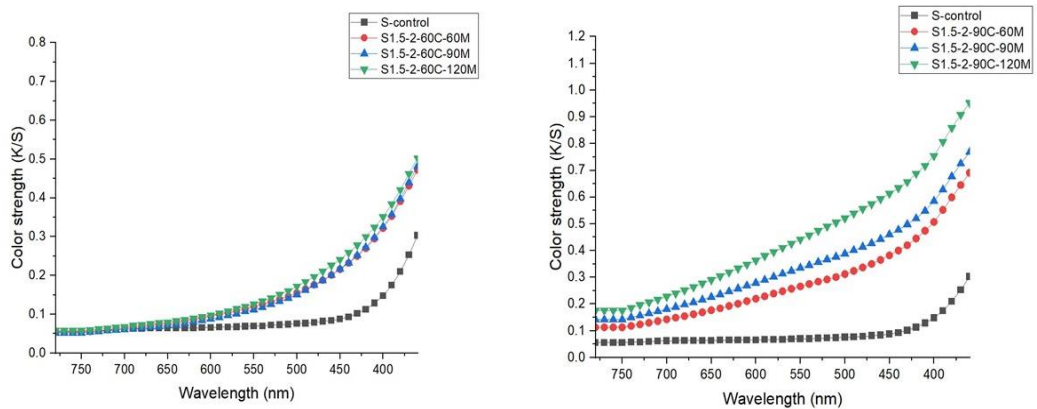 S-control
S1.5-2-60C-60M
S1.5-2-60C-90M
S1.5-2-60C-120M
0.8
0.7
0.6
0.5
0.4
0.3
0.2
0.1
0.0
Color strength (K/S)
750 700 650 600 550 500 450 400
Wavelength (nm)
S-control
S1.5-2-90C-60M
S1.5-2-90C-90M
S1.5-2-90C-120M
1.2
1.1
1.0
0.9
0.8
0.7
0.6
0.5
0.4
0.3
0.2
0.1
0.0
Color strength (K/S)
750 700 650 600 550 500 450 400
Wavelength (nm)